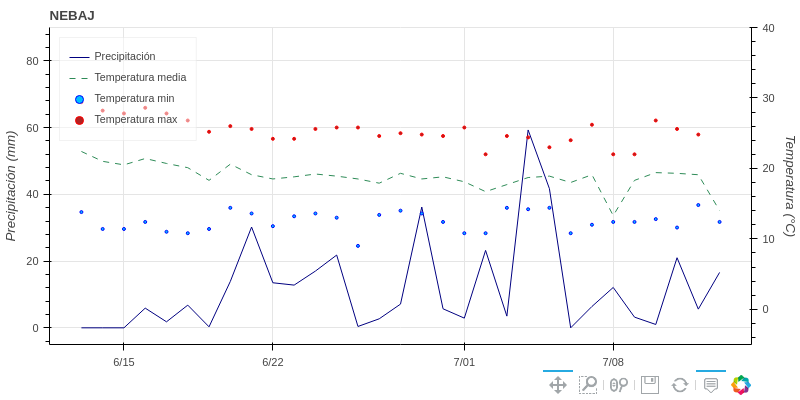 NEBAJ
Precipitación
Temperatura media
Temperatura min
Temperatura max
Precipitación (mm)
80
60
40
20
0
Temperatura (°C)
40
30
20
10
0
6/15
6/22
7/01
7/08